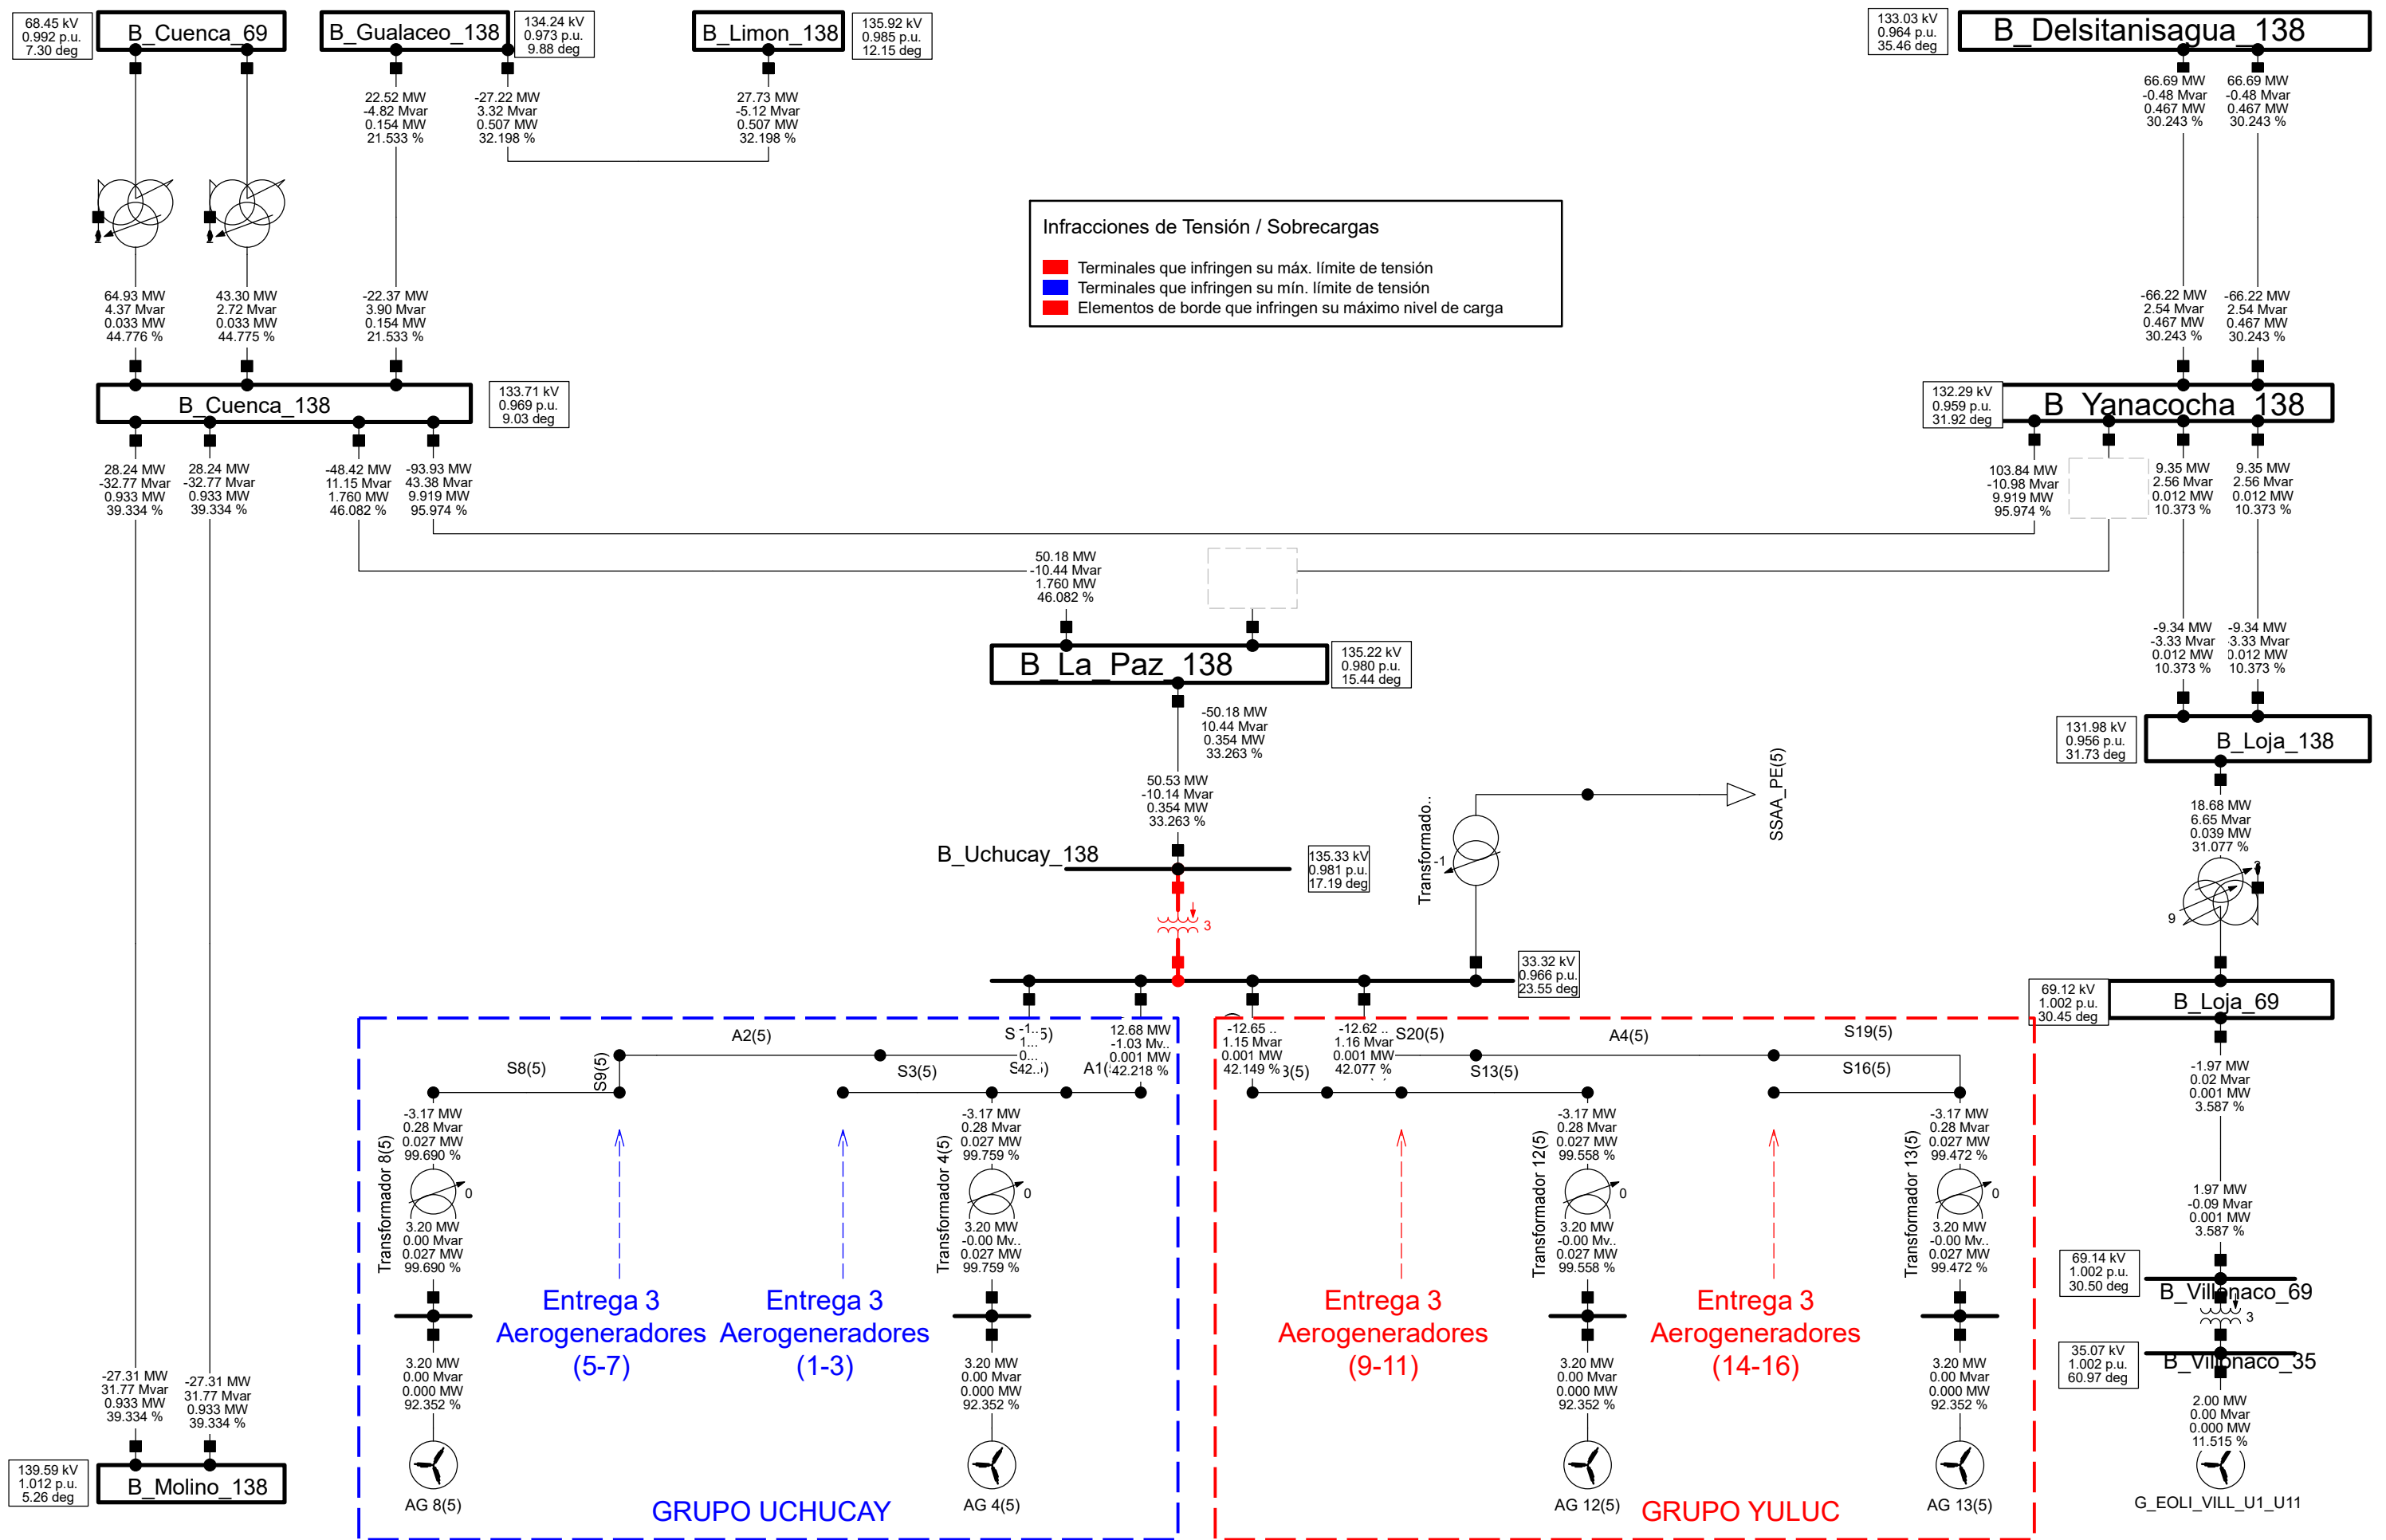 68.45 kV
0.992 p.u.
7.30 deg
B_Cuenca_69
B_Gualaceo_138
134.24 kV
0.973 p.u.
9.88 deg
B_Limon_138
135.92 kV
0.985 p.u.
12.15 deg
133.03 kV
0.964 p.u.
35.46 deg
B_Delsitanisagua_138
22.52 MW
-4.82 Mvar
0.154 MW
21.533 %
-27.22 MW
3.32 Mvar
0.507 MW
32.198 %
27.73 MW
-5.12 Mvar
0.507 MW
32.198 %
66.69 MW
-0.48 Mvar
0.467 MW
30.243 %
66.69 MW
-0.48 Mvar
0.467 MW
30.243 %
Infracciones de Tensión / Sobrecargas
Terminales que infringen su máx. límite de tensión
Terminales que infringen su mín. límite de tensión
Elementos de borde que infringen su máximo nivel de carga
64.93 MW
4.37 Mvar
0.033 MW
44.776 %
43.30 MW
2.72 Mvar
0.033 MW
44.775 %
-22.37 MW
3.90 Mvar
0.154 MW
21.533 %
-66.22 MW
2.54 Mvar
0.467 MW
30.243 %
-66.22 MW
2.54 Mvar
0.467 MW
30.243 %
B_Cuenca_138
133.71 kV
0.969 p.u.
9.03 deg
132.29 kV
0.959 p.u.
31.92 deg
B_Yanacocha_138
28.24 MW
-32.77 Mvar
0.933 MW
39.334 %
28.24 MW
-32.77 Mvar
0.933 MW
39.334 %
-48.42 MW
11.15 Mvar
1.760 MW
46.082 %
-93.93 MW
43.38 Mvar
9.919 MW
95.974 %
103.84 MW
-10.98 Mvar
9.919 MW
95.974 %
9.35 MW
2.56 Mvar
0.012 MW
10.373 %
9.35 MW
2.56 Mvar
0.012 MW
10.373 %
50.18 MW
-10.44 Mvar
1.760 MW
46.082 %
B_La_Paz_138
135.22 kV
0.980 p.u.
15.44 deg
-9.34 MW
-3.33 Mvar
0.012 MW
10.373 %
-9.34 MW
-3.33 Mvar
0.012 MW
10.373 %
-50.18 MW
10.44 Mvar
0.354 MW
33.263 %
50.53 MW
-10.14 Mvar
0.354 MW
33.263 %
131.98 kV
0.956 p.u.
31.73 deg
B_Loja_138
B_Uchucay_138
135.33 kV
0.981 p.u.
17.19 deg
Transformado..
-1
SSAA_PE(5)
18.68 MW
6.65 Mvar
0.039 MW
31.077 %
3
9
3
33.32 kV
0.966 p.u.
23.55 deg
69.12 kV
1.002 p.u.
30.45 deg
B_Loja_69
A2(5)
-1...
1...
0...
42...
12.68 MW
-1.03 Mv..
0.001 MW
42.218 %
-12.65 ..
1.15 Mvar
0.001 MW
42.149 %
-12.62 ..
1.16 Mvar
0.001 MW
42.077 %
S20(5)
A4(5)
S19(5)
S8(5)
S9(5)
S3(5)
S13(5)
S16(5)
-3.17 MW
0.28 Mvar
0.027 MW
99.690 %
Transformador 8(5)
0
3.20 MW
0.00 Mvar
0.027 MW
99.690 %
-3.17 MW
0.28 Mvar
0.027 MW
99.759 %
Transformador 4(5)
0
3.20 MW
-0.00 Mv..
0.027 MW
99.759 %
-3.17 MW
0.28 Mvar
0.027 MW
99.558 %
Transformador 12(5)
0
3.20 MW
-0.00 Mv..
0.027 MW
99.558 %
-3.17 MW
0.28 Mvar
0.027 MW
99.472 %
Transformador 13(5)
0
3.20 MW
-0.00 Mv..
0.027 MW
99.472 %
-1.97 MW
0.02 Mvar
0.001 MW
3.587 %
1.97 MW
-0.09 Mvar
0.001 MW
3.587 %
69.14 kV
1.002 p.u.
30.50 deg
B_Villonaco_69
3
35.07 kV
1.002 p.u.
60.97 deg
B_Villonaco_35
Entrega 3
Aerogeneradores
(5-7)
Entrega 3
Aerogeneradores
(1-3)
Entrega 3
Aerogeneradores
(9-11)
Entrega 3
Aerogeneradores
(14-16)
3.20 MW
0.00 Mvar
0.000 MW
92.352 %
3.20 MW
0.00 Mvar
0.000 MW
92.352 %
3.20 MW
0.00 Mvar
0.000 MW
92.352 %
3.20 MW
0.00 Mvar
0.000 MW
92.352 %
2.00 MW
0.00 Mvar
0.000 MW
11.515 %
-27.31 MW
31.77 Mvar
0.933 MW
39.334 %
-27.31 MW
31.77 Mvar
0.933 MW
39.334 %
139.59 kV
1.012 p.u.
5.26 deg
B_Molino_138
AG 8(5)
GRUPO UCHUCAY
AG 4(5)
AG 12(5)
GRUPO YULUC
AG 13(5)
G_EOLI_VILL_U1_U11